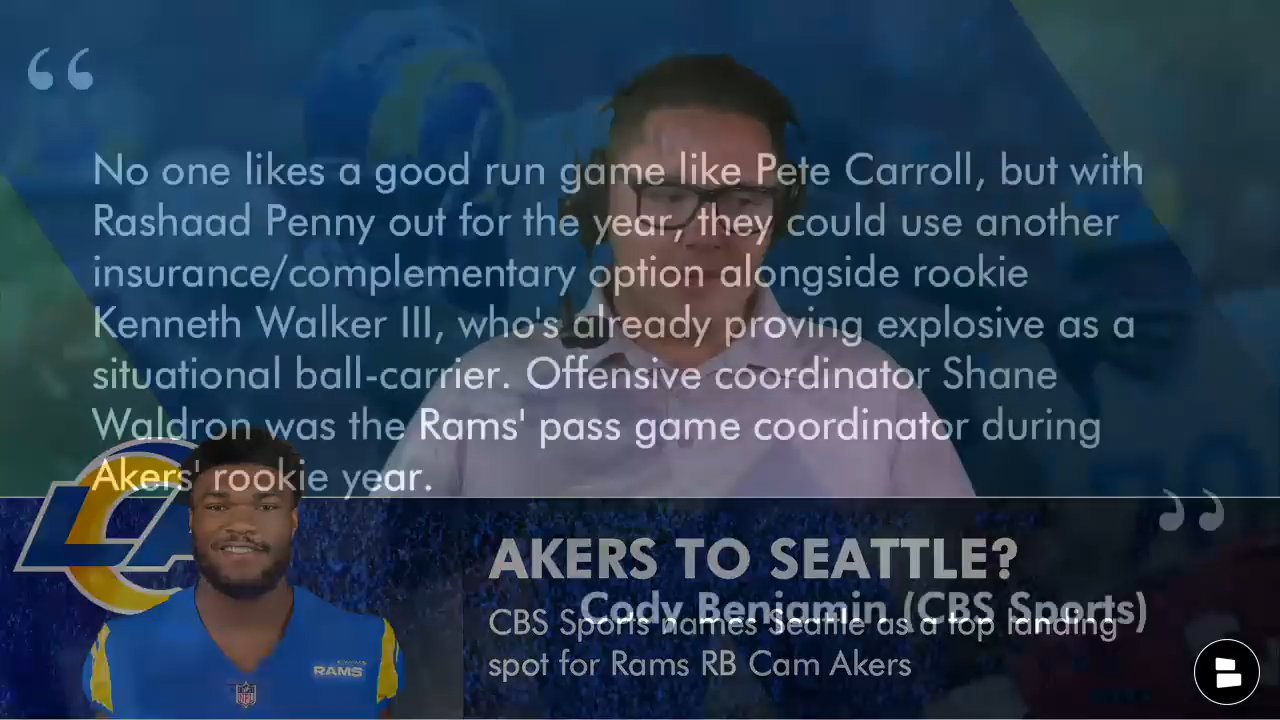 No one likes a good run game like Pete Carroll, but with
Rashaad Penny out for the year, they could use another
insurance/complementary option alongside rookie
Kenneth Walker III, who's already proving explosive as a
situational ball-carrier. Offensive coordinator Shane
Waldron was the Rams' pass game coordinator during
Akers' rookie year.
AKERS TO SEATTLE?
Cody Benjamin (CBS Sports)
CBS Sports names Seattle as a top landing
spot for Rams RB Cam Akers
LA
RAMS
NFL